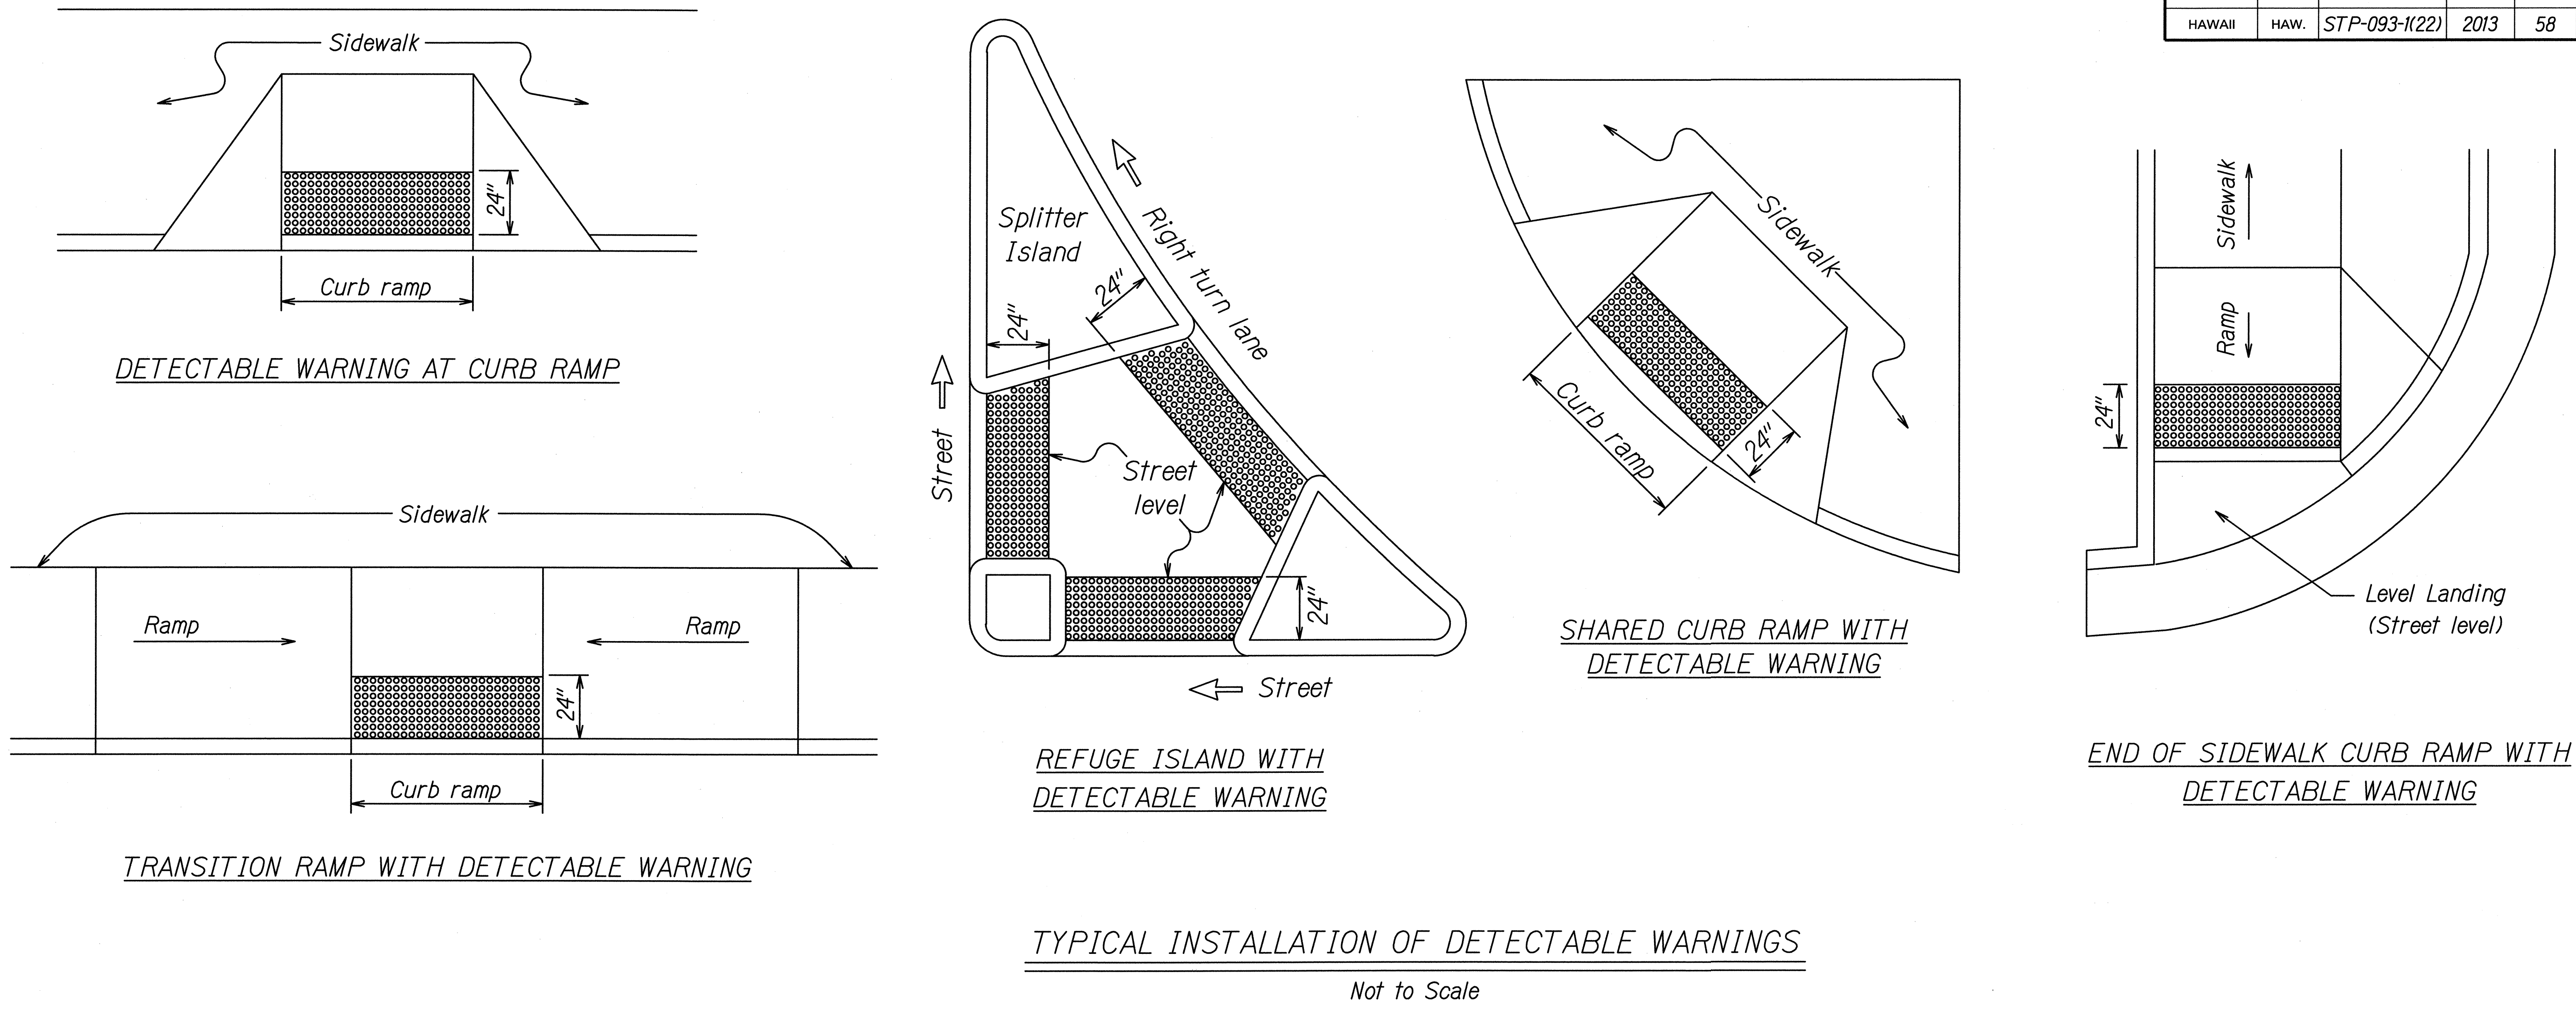 HAWAII HAW. STP-093-1(22) 2013 58
Sidewalk
24"
Curb ramp
DETECTABLE WARNING AT CURB RAMP
Sidewalk
Ramp
Ramp
24"
Curb ramp
TRANSITION RAMP WITH DETECTABLE WARNING
Splitter
Island
Right turn lane
24"
24"
Street
Street
level
24"
Street
REFUGE ISLAND WITH
DETECTABLE WARNING
Sidewalk
Curb ramp
24"
SHARED CURB RAMP WITH
DETECTABLE WARNING
Sidewalk
Ramp
24"
Level Landing
(Street level)
END OF SIDEWALK CURB RAMP WITH
DETECTABLE WARNING
TYPICAL INSTALLATION OF DETECTABLE WARNINGS
Not to Scale